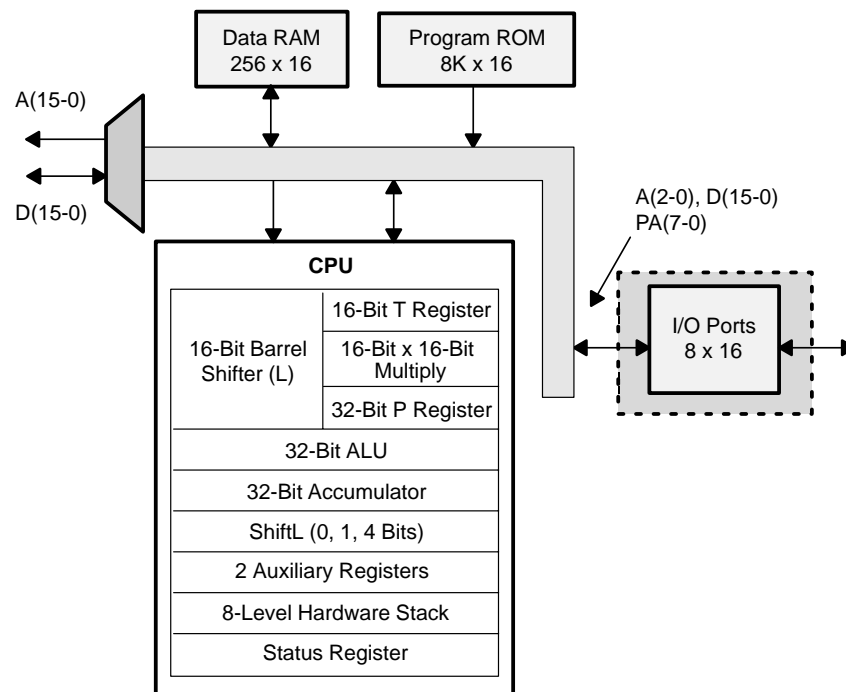 Data RAM
256 x 16
Program ROM
8K x 16
A(15-0)
D(15-0)
A(2-0), D(15-0)
PA(7-0)
CPU
16-Bit Barrel
Shifter (L)
16-Bit T Register
16-Bit x 16-Bit
Multiply
32-Bit P Register
I/O Ports
8 x 16
32-Bit ALU
32-Bit Accumulator
ShiftL (0, 1, 4 Bits)
2 Auxiliary Registers
8-Level Hardware Stack
Status Register